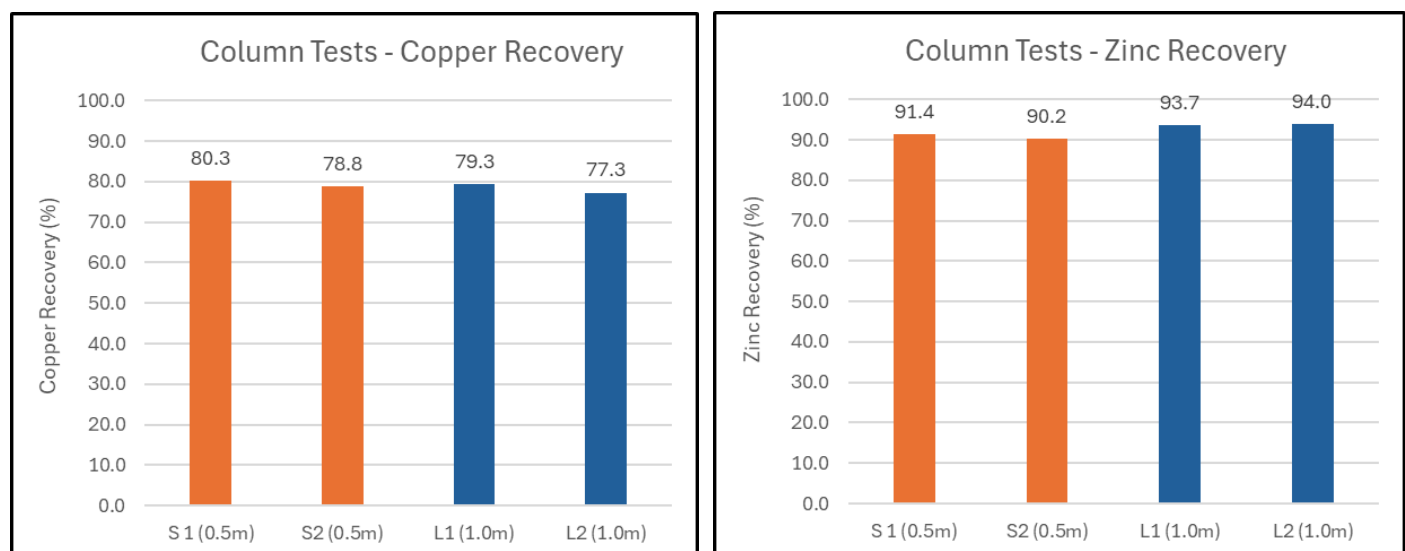 Column Tests - Copper Recovery
Copper Recovery (%)
100.0
90.0
80.0
70.0
60.0
50.0
40.0
30.0
20.0
10.0
0.0
80.3
78.8
79.3
77.3
S 1 (0.5m)
S2 (0.5m)
L1 (1.0m)
L2 (1.0m)
Column Tests - Zinc Recovery
Zinc Recovery (%)
100.0
90.0
80.0
70.0
60.0
50.0
40.0
30.0
20.0
10.0
0.0
91.4
90.2
93.7
94.0
S 1 (0.5m)
S2 (0.5m)
L1 (1.0m)
L2 (1.0m)